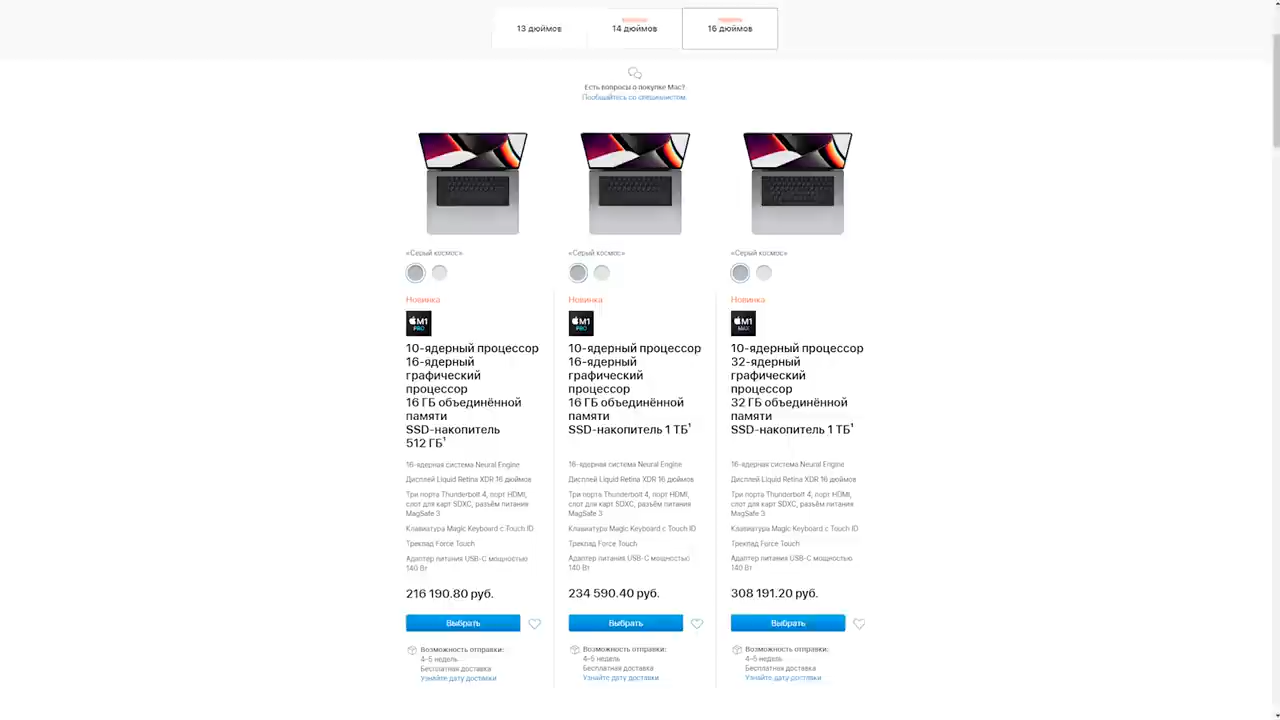 13 дюймов
14 дюймов
16 дюймов
Есть вопросы о покупке Mac?
Пообщайтесь со специалистом.
«Серый космос»
Новинка
M1
PRO
10-ядерный процессор
16-ядерный
графический
процессор
16 ГБ объединённой
памяти
SSD-накопитель
512 ГБ¹
16-ядерная система Neural Engine
Дисплей Liquid Retina XDR 16 дюймов
Три порта Thunderbolt 4, порт HDMI,
слот для карт SDXC, разъём питания
MagSafe 3
Клавиатура Magic Keyboard с Touch ID
Трекпад Force Touch
Адаптер питания USB-C мощностью
140 Вт
216 190.80 руб.
Выбрать
Возможность отправки:
4–5 недель
Бесплатная доставка
Узнайте дату доставки
«Серый космос»
Новинка
M1
PRO
10-ядерный процессор
16-ядерный
графический
процессор
16 ГБ объединённой
памяти
SSD-накопитель 1 ТБ¹
16-ядерная система Neural Engine
Дисплей Liquid Retina XDR 16 дюймов
Три порта Thunderbolt 4, порт HDMI,
слот для карт SDXC, разъём питания
MagSafe 3
Клавиатура Magic Keyboard с Touch ID
Трекпад Force Touch
Адаптер питания USB-C мощностью
140 Вт
234 590.40 руб.
Выбрать
Возможность отправки:
4–5 недель
Бесплатная доставка
Узнайте дату доставки
«Серый космос»
Новинка
M1
MAX
10-ядерный процессор
32-ядерный
графический
процессор
32 ГБ объединённой
памяти
SSD-накопитель 1 ТБ¹
16-ядерная система Neural Engine
Дисплей Liquid Retina XDR 16 дюймов
Три порта Thunderbolt 4, порт HDMI,
слот для карт SDXC, разъём питания
MagSafe 3
Клавиатура Magic Keyboard с Touch ID
Трекпад Force Touch
Адаптер питания USB-C мощностью
140 Вт
308 191.20 руб.
Выбрать
Возможность отправки:
4–5 недель
Бесплатная доставка
Узнайте дату доставки